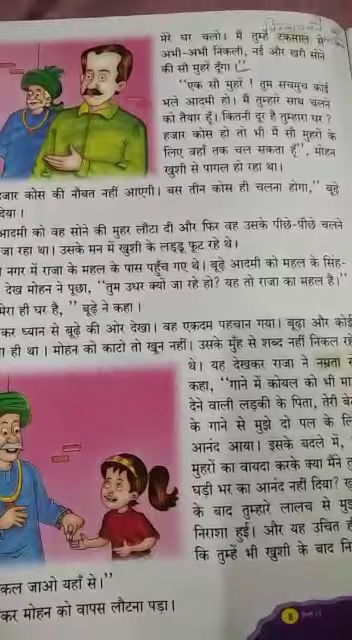 मेरे घर चलो। मैं तुम्हें टकसाल से
अभी-अभी निकली, नई और खरी सोने
की सौ मुहरें दूँगा।”
“एक सौ मुहरें! तुम सचमुच कोई
भले आदमी हो। मैं तुम्हारे साथ चलने
को तैयार हूँ। कितनी दूर है तुम्हारा घर?
हजार कोस हो तो भी मैं सौ मुहरों के
लिए वहाँ तक चल सकता हूँ”, मोहन
खुशी से पागल हो रहा था।
हजार कोस की नौबत नहीं आएगी। बस तीन कोस ही चलना होगा,” बूढ़े
दिया।
आदमी को वह सोने की मुहर लौटा दी और फिर वह उसके पीछे-पीछे चलने
जा रहा था। उसके मन में खुशी के लड्डू फूट रहे थे।
नगर में राजा के महल के पास पहुँच गए थे। बूढ़े आदमी को महल के सिंह-
देख मोहन ने पूछा, “तुम उधर क्यों जा रहे हो? यह तो राजा का महल है।”
मेरा ही घर है, ” बूढ़े ने कहा।
कर ध्यान से बूढ़े की ओर देखा। वह एकदम पहचान गया। बूढ़ा और कोई
ही था। मोहन को काटो तो खून नहीं। उसके मुँह से शब्द नहीं निकल रहे
थे। यह देखकर राजा ने नम्रता से
कहा, “गाने में कोयल को भी मा
देने वाली लड़की के पिता, तेरी बे
के गाने से मुझे दो पल के लि
आनंद आया। इसके बदले में,
मुहरों का वायदा करके क्या मैंने तु
घड़ी भर का आनंद नहीं दिया? ख
के बाद तुम्हारे लालच से मुझ
निराशा हुई। और यह उचित ह
कि तुम्हें भी खुशी के बाद नि
कल जाओ यहाँ से।”
कर मोहन को वापस लौटना पड़ा।
8